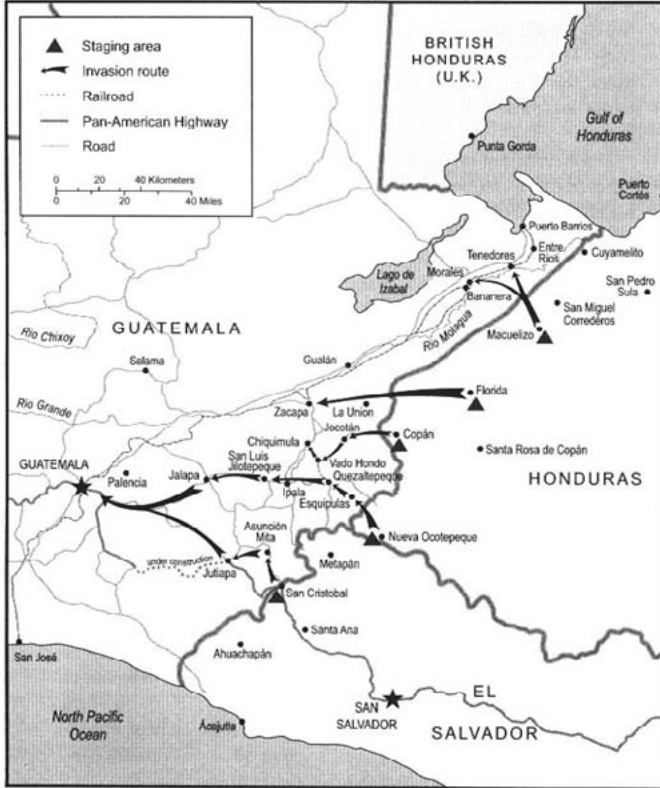 Staging area
Invasion route
Railroad
Pan-American Highway
Road
0 20 40 Kilometers
0 20 40 Miles
BRITISH
HONDURAS
(U.K.)
Gulf of
Honduras
Punta Gorda
Puerto
Cortés
Puerto Barrios
Entre
Rios
Cuyamelito
Tenedores
Lago de
Izabal
Morales
Bananera
San Pedro
Sula
San Miguel
Correderos
Macuelizo
Rio Motagua
GUATEMALA
Rio Chixoy
Salama
Gualán
Rio Grande
Zacapa
La Union
Florida
Jocotán
Copán
Chiquimula
Santa Rosa de Copán
GUATEMALA
Palencia
Jalapa
San Luis
Jilotepeque
Vado Hondo
Quezaltepeque
Ipala
Esquipulas
HONDURAS
Nueva Ocotepeque
Asunción
Mita
Metapán
under construction
Jutiapa
San Cristobal
Santa Ana
Ahuachapán
San José
North Pacific
Ocean
Acajutla
SAN
SALVADOR
EL
SALVADOR